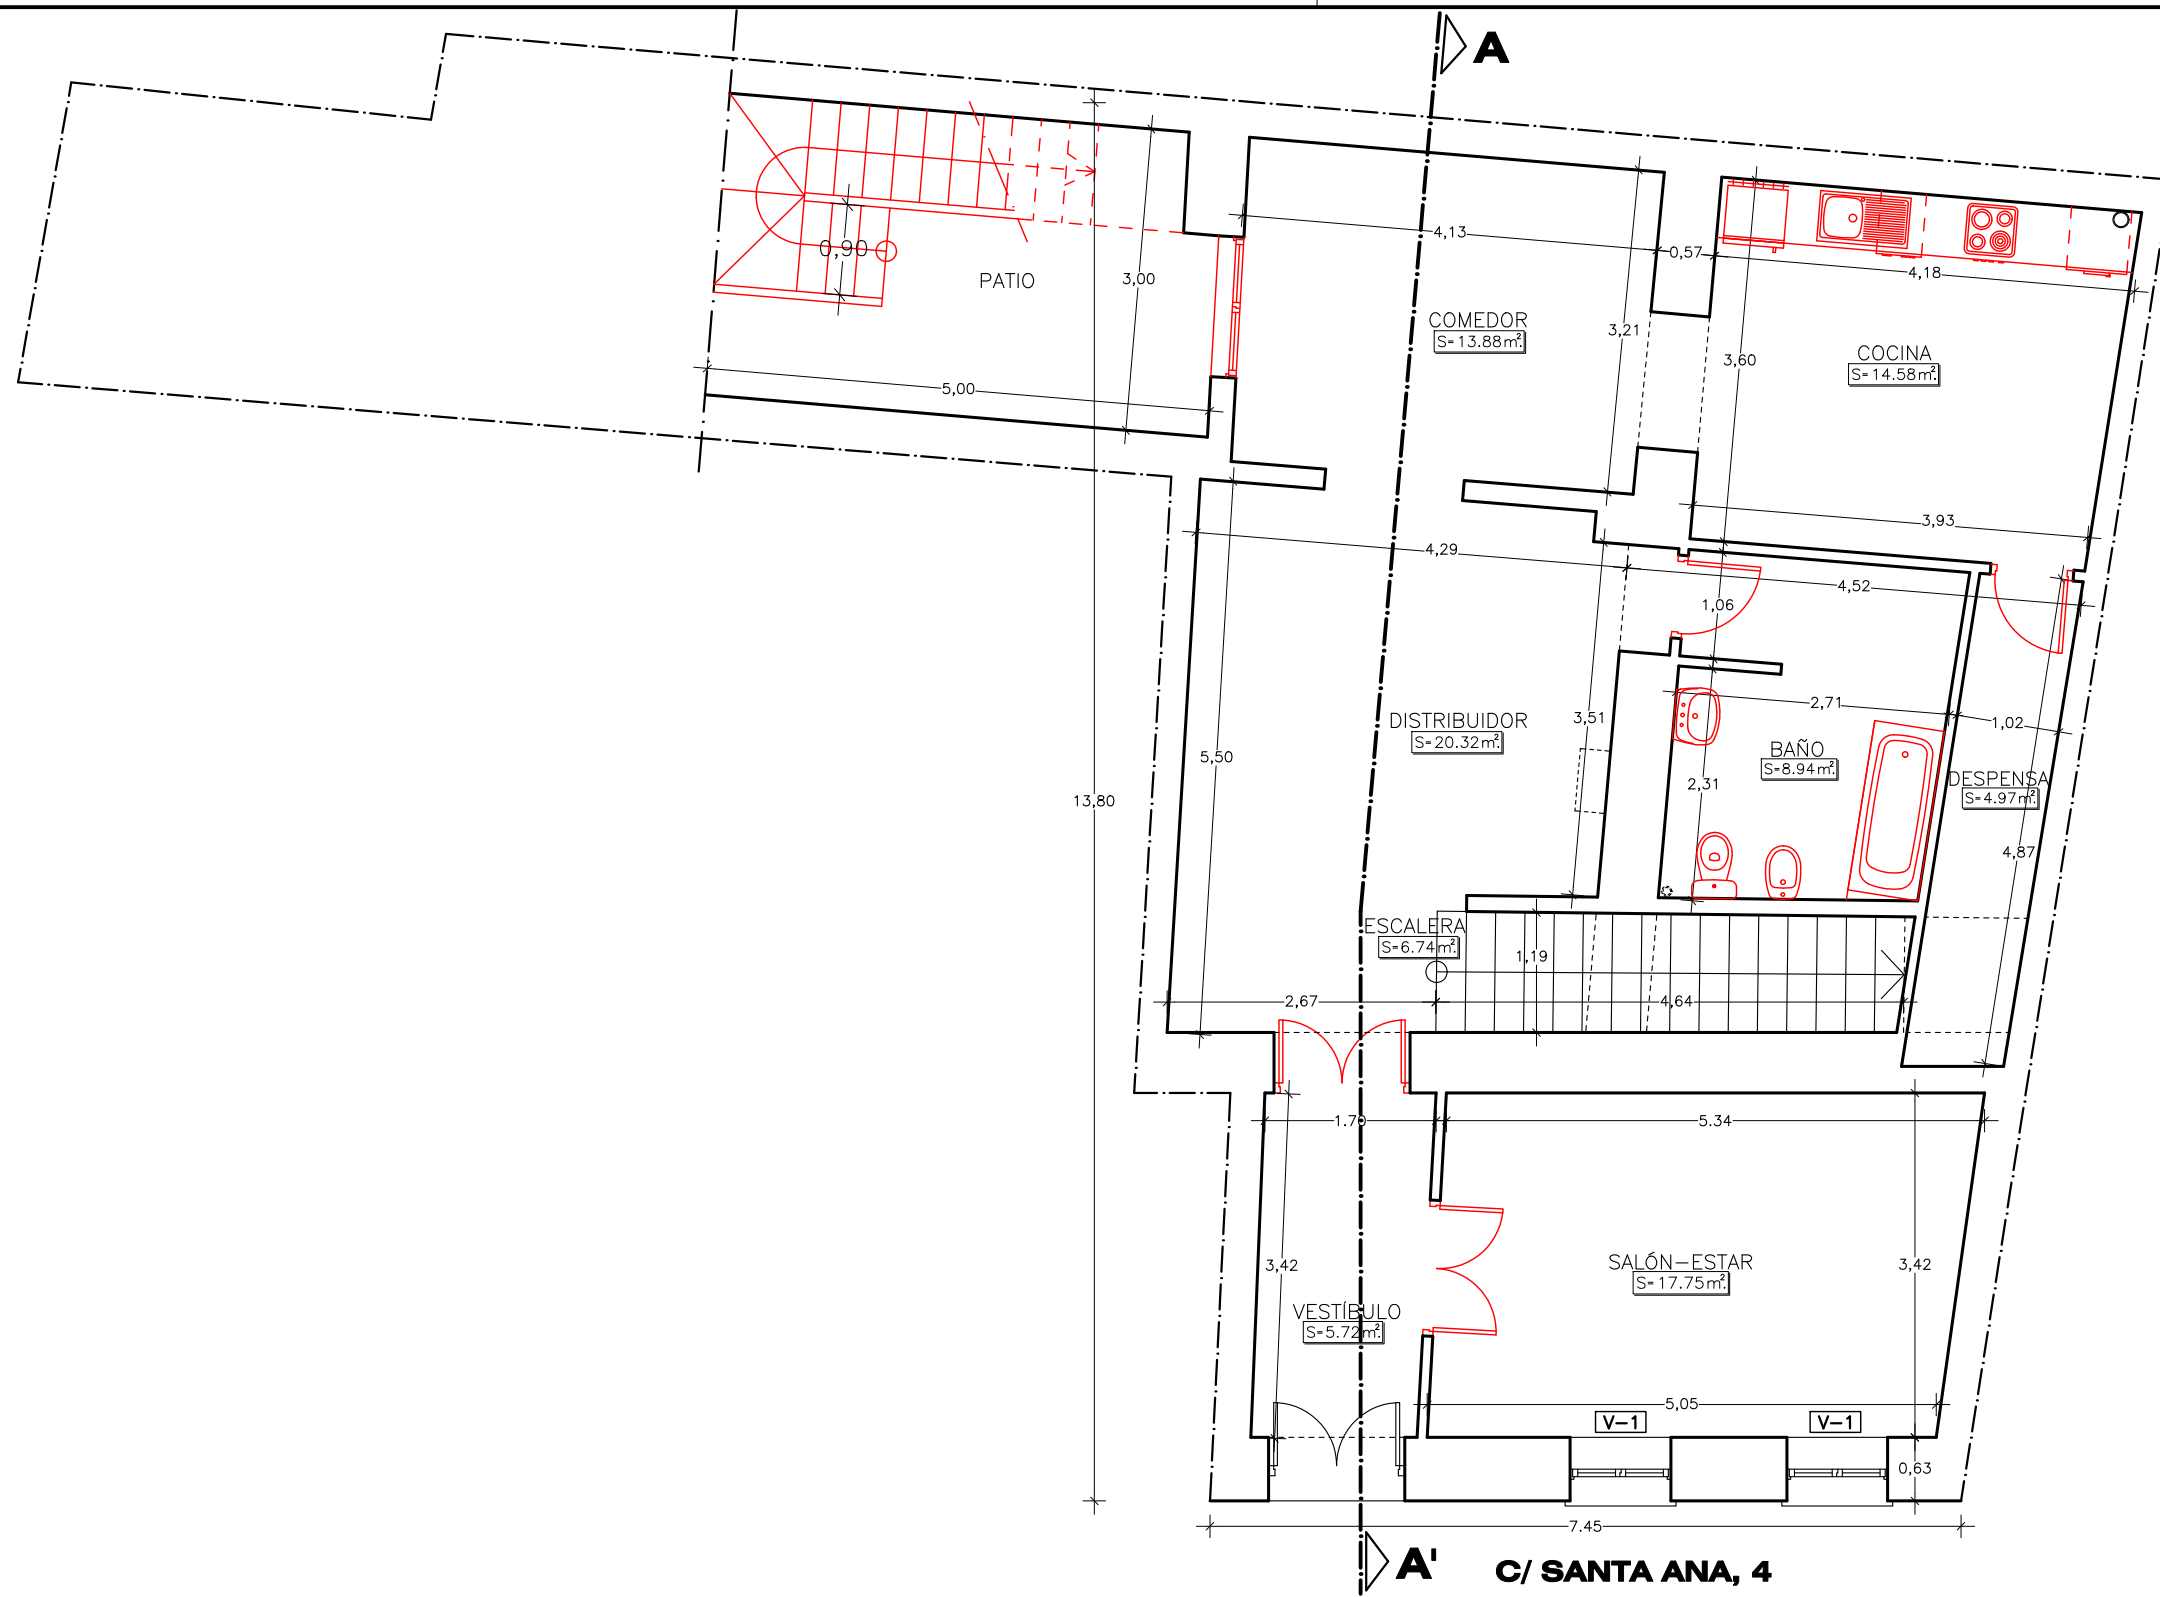 A
0,90
PATIO
3,00
5,00
4,13
0,57
4,18
COMEDOR
S=13.88m².
3,21
3,60
COCINA
S=14.58m².
3,93
4,29
4,52
1,06
5,50
DISTRIBUIDOR
S=20.32m².
3,51
2,71
1,02
BAÑO
S=8.94m².
2,31
DESPENSA
S=4.97m².
13,80
4,87
ESCALERA
S=6.74m².
1,19
2,67
4,64
1.70
5.34
3,42
VESTÍBULO
S=5.72m².
SALÓN-ESTAR
S=17.75m².
3,42
5,05
V-1
V-1
0,63
7.45
A'
C/ SANTA ANA, 4